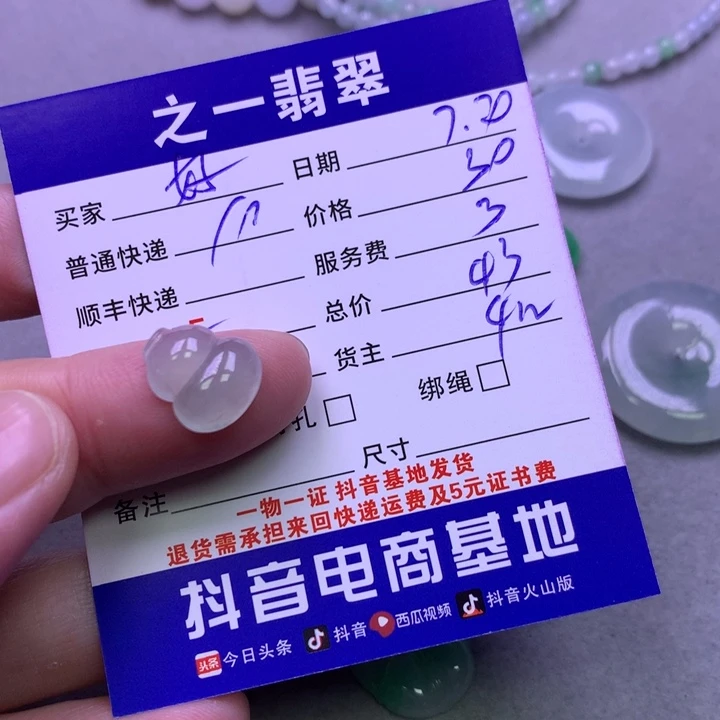 之一翡翠
买家 日期 7.20
普通快递 价格 30
顺丰快递 服务费 3
总价 43
货主
孔 绑绳
尺寸
备注
一物一证 抖音基地发货
退货需承担来回快递运费及5元证书费
抖音电商基地
头条 今日头条 抖音 西瓜视频 抖音火山版